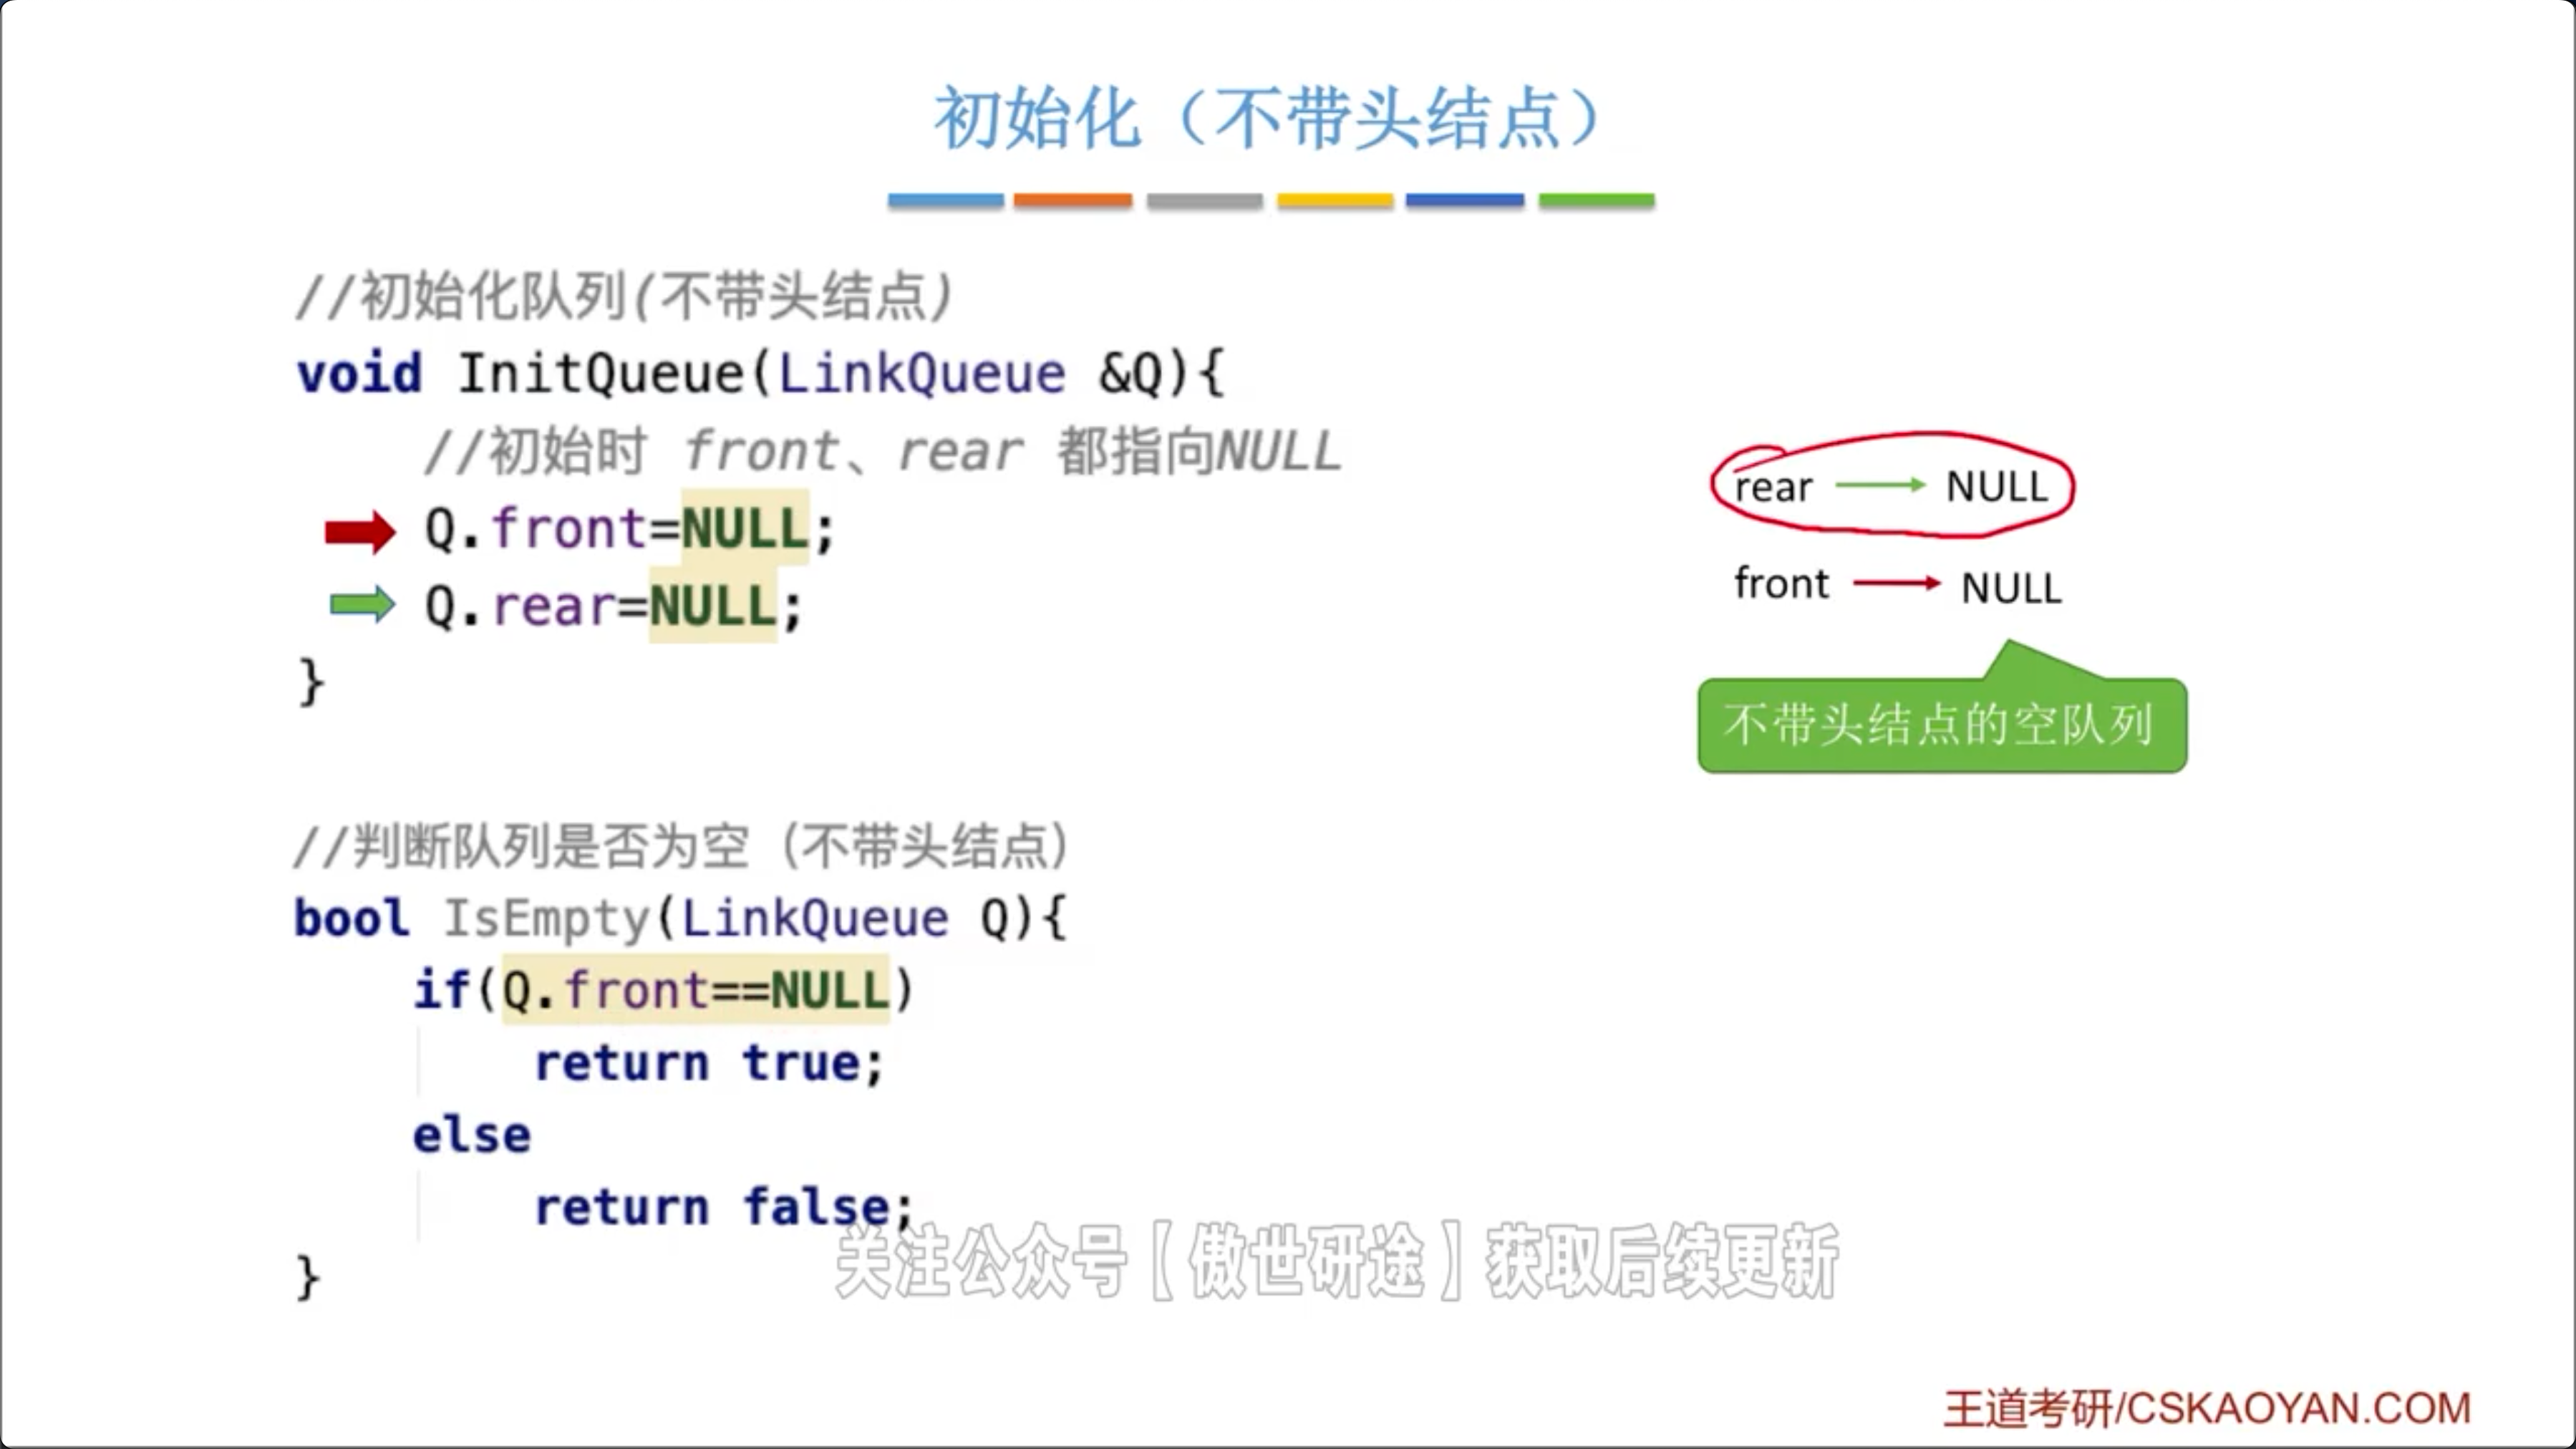 初始化（不带头结点）
//初始化队列(不带头结点)
void InitQueue(LinkQueue &Q){
//初始时 front、rear 都指向NULL
Q.front=NULL;
Q.rear=NULL;
}
rear NULL
front NULL
不带头结点的空队列
//判断队列是否为空（不带头结点）
bool IsEmpty(LinkQueue Q){
if(Q.front==NULL)
return true;
else
return false;
}
关注公众号【傲世研途】获取后续更新
王道考研/CSKAOYAN.COM